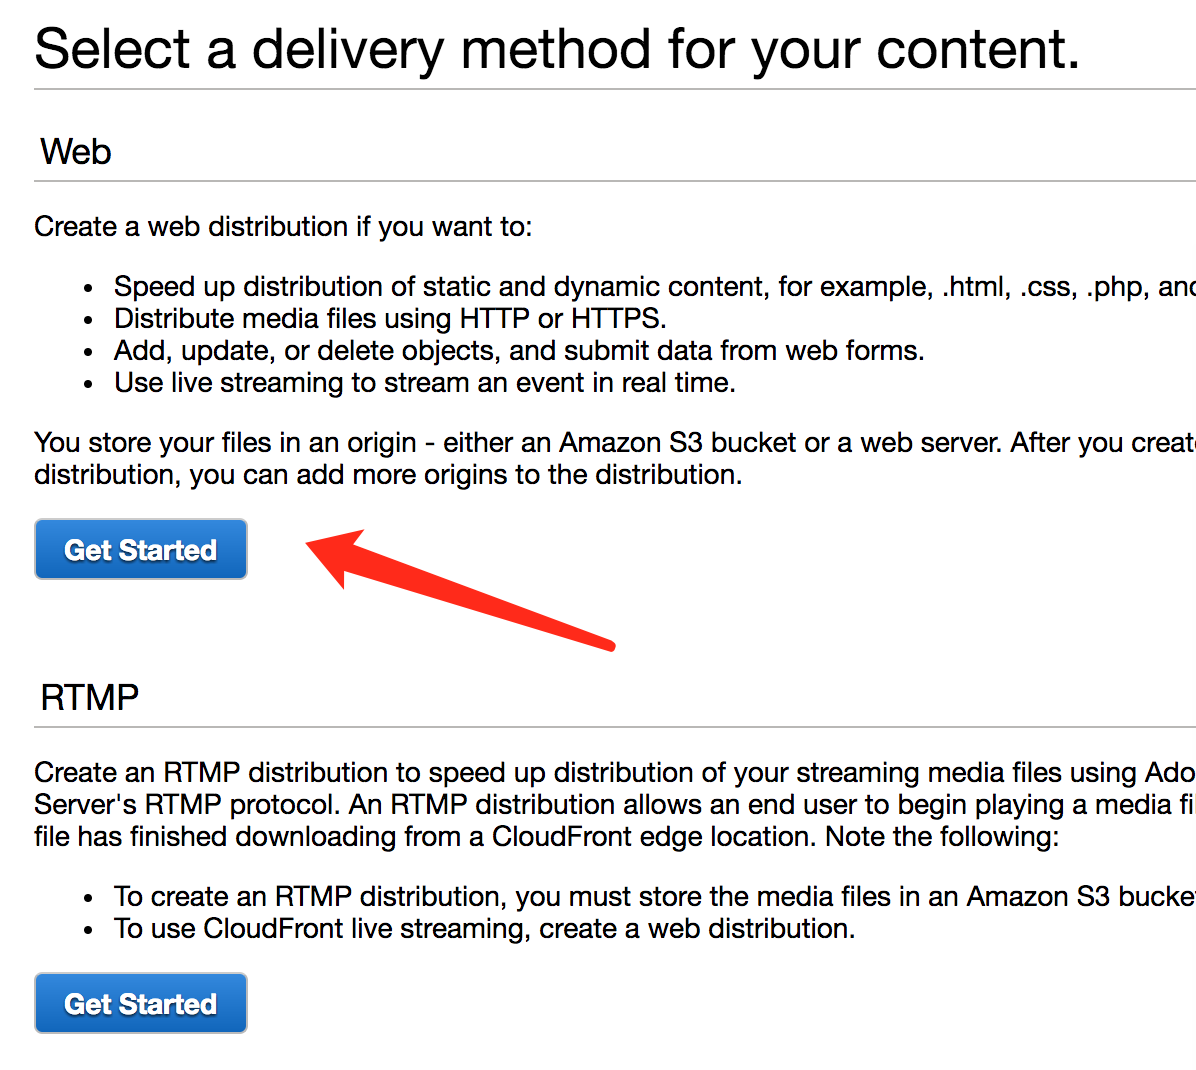 Select a delivery method for your content.
Web
Create a web distribution if you want to:
• Speed up distribution of static and dynamic content, for example, .html, .css, .php, and
• Distribute media files using HTTP or HTTPS.
• Add, update, or delete objects, and submit data from web forms.
• Use live streaming to stream an event in real time.
You store your files in an origin - either an Amazon S3 bucket or a web server. After you creat
distribution, you can add more origins to the distribution.
Get Started
RTMP
Create an RTMP distribution to speed up distribution of your streaming media files using Ado
Server's RTMP protocol. An RTMP distribution allows an end user to begin playing a media fi
file has finished downloading from a CloudFront edge location. Note the following:
• To create an RTMP distribution, you must store the media files in an Amazon S3 bucke
• To use CloudFront live streaming, create a web distribution.
Get Started